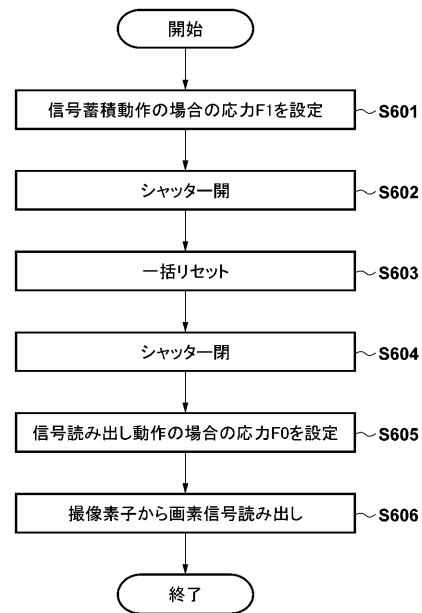 開始
信号蓄積動作の場合の応力F1を設定 S601
シャッター開 S602
一括リセット S603
シャッター閉 S604
信号読み出し動作の場合の応力F0を設定 S605
撮像素子から画素信号読み出し S606
終了